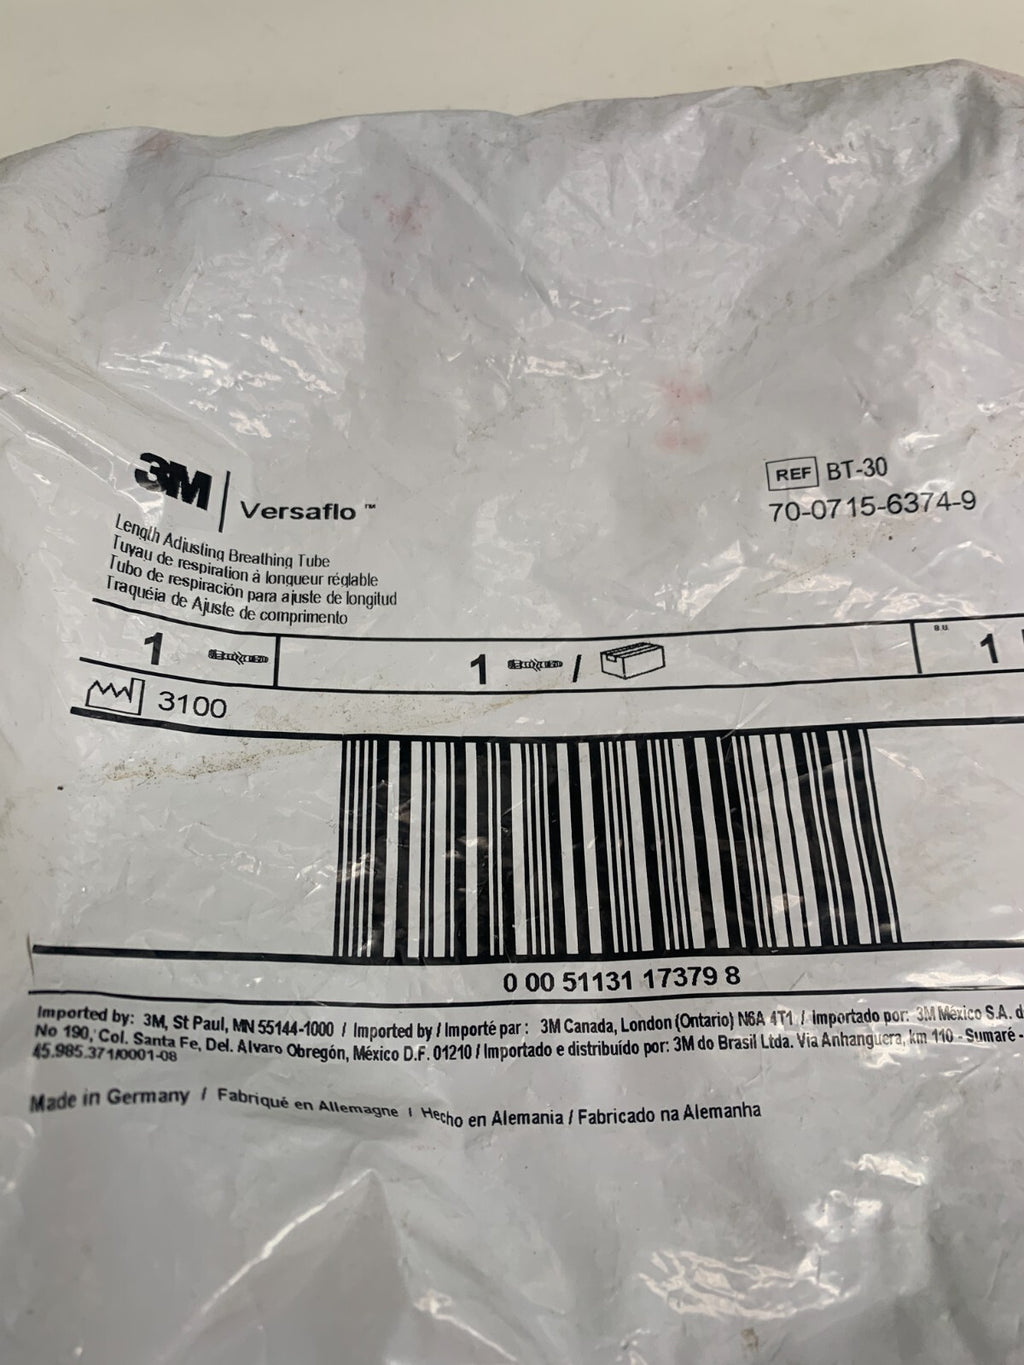 3M | Versaflo™
Length Adjusting Breathing Tube
Tuyau de respiration à longueur réglable
Tubo de respiración para ajuste de longitud
Traquéia de Ajuste de comprimento
REF BT-30
70-0715-6374-9
1 1 / 1
3100
0 00 51131 17379 8
Imported by: 3M, St Paul, MN 55144-1000 / Imported by / Importé par : 3M Canada, London (Ontario) N6A 4T1 / Importado por: 3M México S.A. d
No 190, Col. Santa Fe, Del. Alvaro Obregón, México D.F. 01210 / Importado e distribuído por: 3M do Brasil Ltda. Via Anhanguera, km 110 - Sumaré -
45.985.371/0001-08
Made in Germany / Fabriqué en Allemagne / Hecho en Alemania / Fabricado na Alemanha